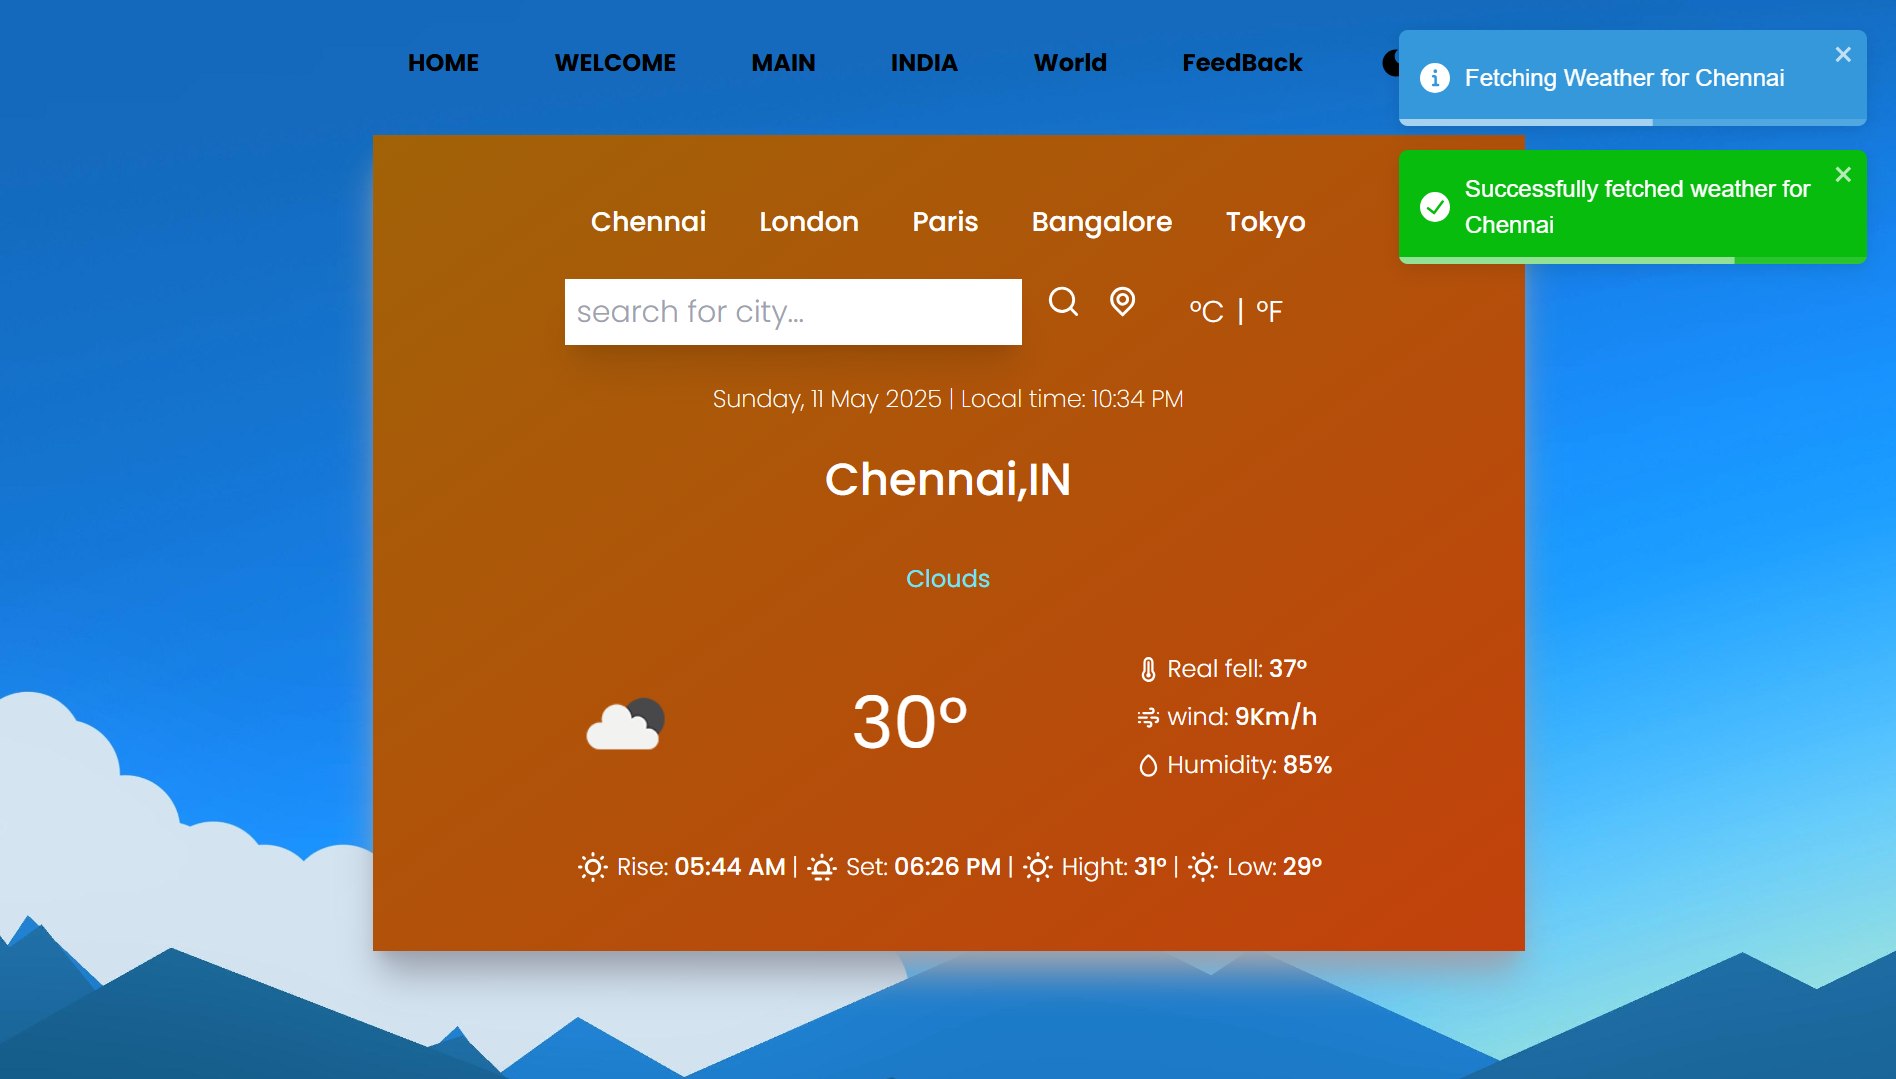 HOME WELCOME MAIN INDIA World FeedBack
Fetching Weather for Chennai
Successfully fetched weather for
Chennai
Chennai London Paris Bangalore Tokyo
search for city...
°C | °F
Sunday, 11 May 2025 | Local time: 10:34 PM
Chennai,IN
Clouds
30°
Real fell: 37°
wind: 9Km/h
Humidity: 85%
Rise: 05:44 AM | Set: 06:26 PM | Hight: 31° | Low: 29°